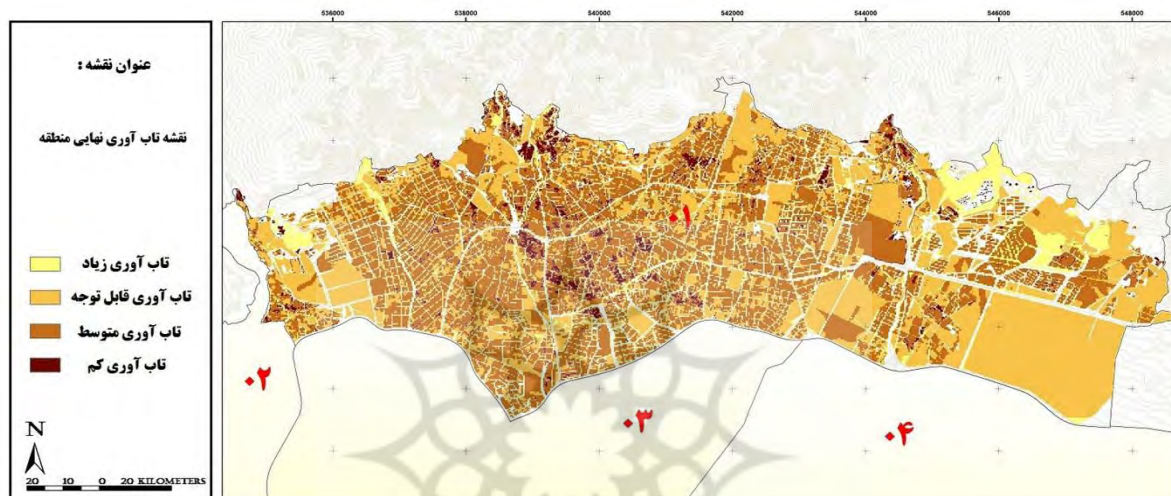 عنوان نقشه :
نقشه تاب آوری نهایی منطقه
تاب آوری زیاد
تاب آوری قابل توجه
تاب آوری متوسط
تاب آوری کم
N
20 10 0 20 KILOMETERS
536000 538000 540000 542000 544000 546000 548000
۰۱
۰۲
۰۳
۰۴